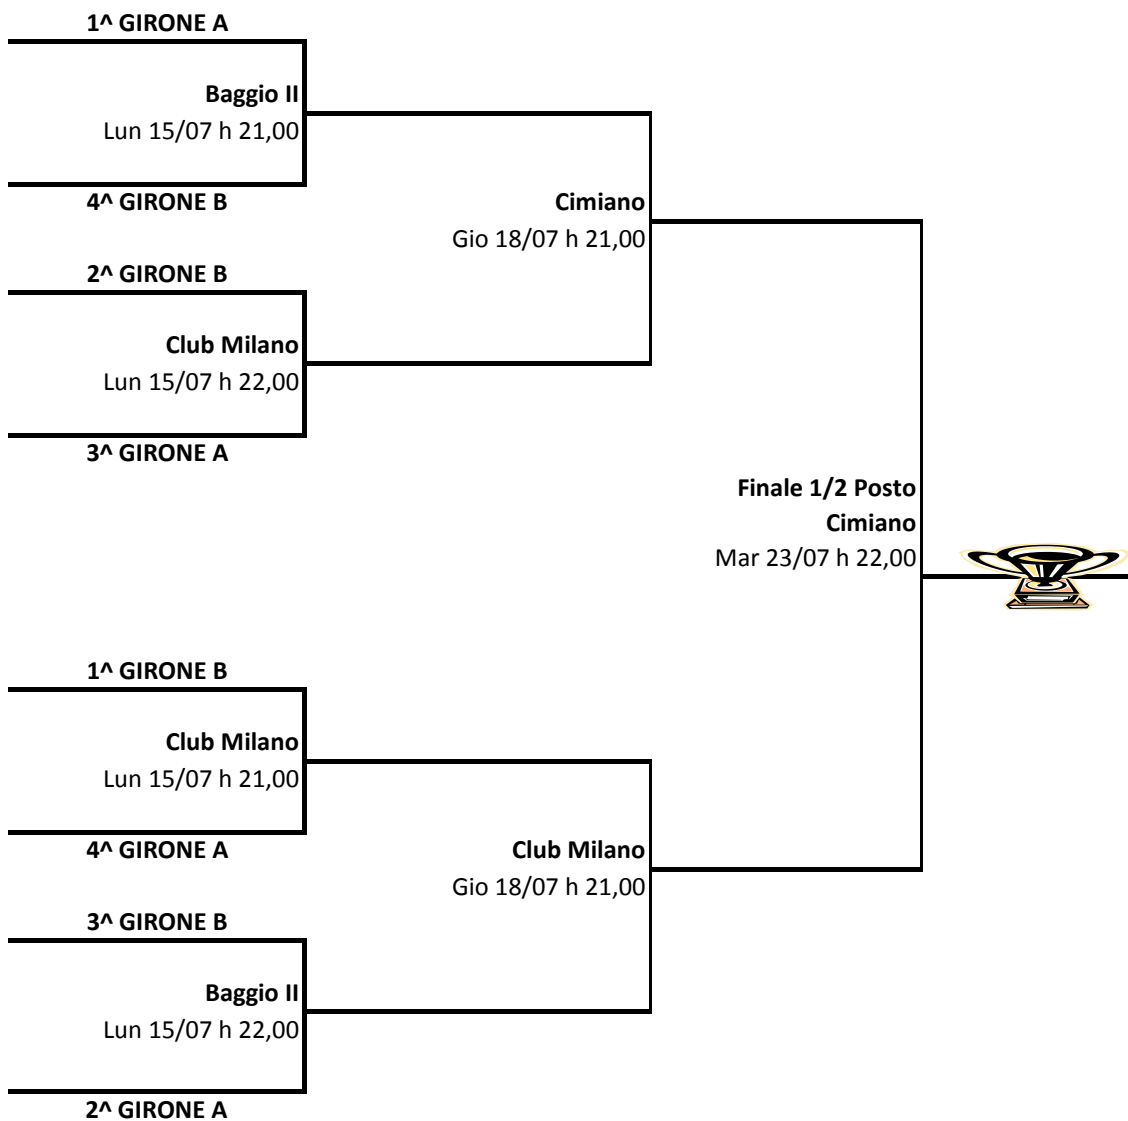 1^ GIRONE A
Baggio II
Lun 15/07 h 21,00
4^ GIRONE B
Cimiano
Gio 18/07 h 21,00
2^ GIRONE B
Club Milano
Lun 15/07 h 22,00
3^ GIRONE A
Finale 1/2 Posto
Cimiano
Mar 23/07 h 22,00
1^ GIRONE B
Club Milano
Lun 15/07 h 21,00
4^ GIRONE A
Club Milano
Gio 18/07 h 21,00
3^ GIRONE B
Baggio II
Lun 15/07 h 22,00
2^ GIRONE A